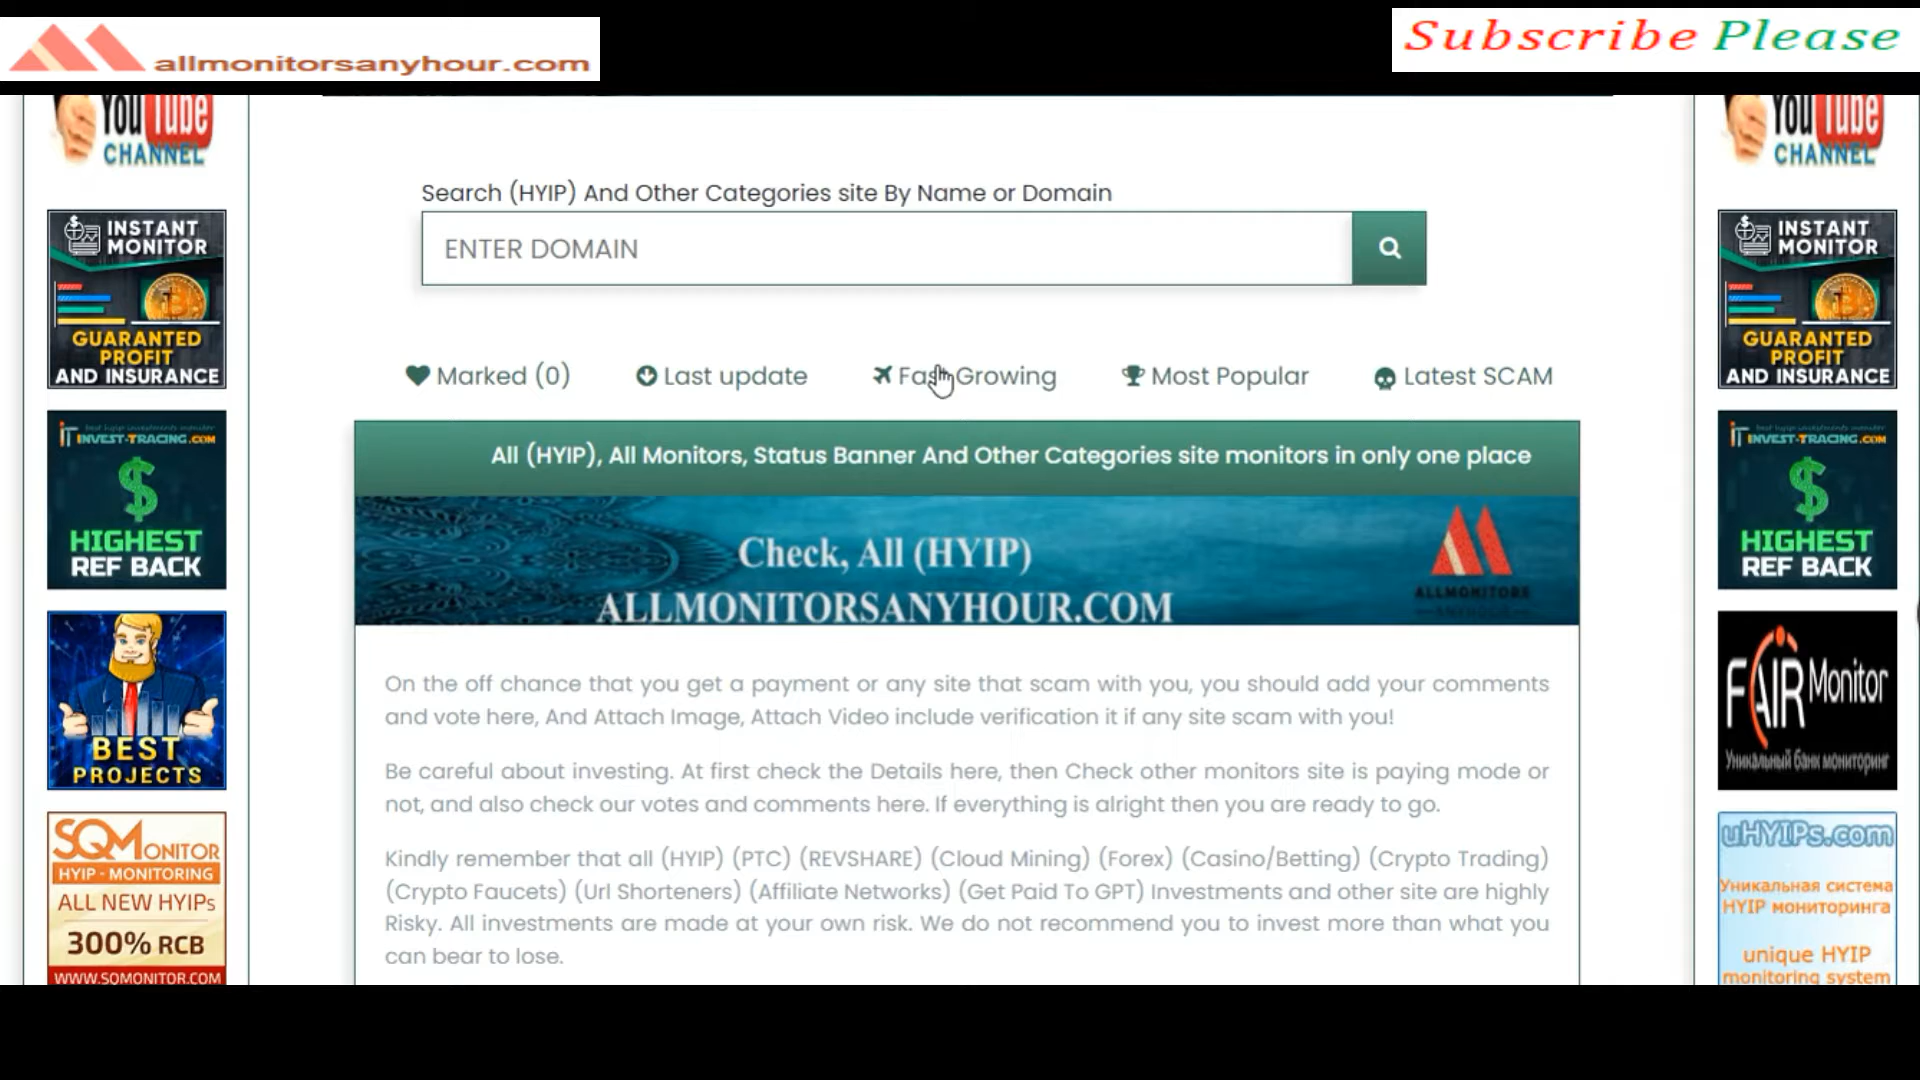 allmonitorsanyhour.com
Subscribe Please
You Tube
CHANNEL
INSTANT
MONITOR
GUARANTED
PROFIT
AND INSURANCE
best hyip investments monitor
INVEST-TRACING.COM
HIGHEST
REF BACK
BEST
PROJECTS
SQMONITOR
HYIP - MONITORING
ALL NEW HYIPs
300% RCB
WWW.SQMONITOR.COM
Search (HYIP) And Other Categories site By Name or Domain
ENTER DOMAIN
Marked (0)
Last update
Fast Growing
Most Popular
Latest SCAM
All (HYIP), All Monitors, Status Banner And Other Categories site monitors in only one place
Check, All (HYIP)
ALLMONITORSANYHOUR.COM
ALLMONITORS
ANYHOUR
On the off chance that you get a payment or any site that scam with you, you should add your comments
and vote here, And Attach Image, Attach Video include verification it if any site scam with you!
Be careful about investing. At first check the Details here, then Check other monitors site is paying mode or
not, and also check our votes and comments here. If everything is alright then you are ready to go.
Kindly remember that all (HYIP) (PTC) (REVSHARE) (Cloud Mining) (Forex) (Casino/Betting) (Crypto Trading)
(Crypto Faucets) (Url Shorteners) (Affiliate Networks) (Get Paid To GPT) Investments and other site are highly
Risky. All investments are made at your own risk. We do not recommend you to invest more than what you
can bear to lose.
You Tube
CHANNEL
INSTANT
MONITOR
GUARANTED
PROFIT
AND INSURANCE
best hyip investments monitor
INVEST-TRACING.COM
HIGHEST
REF BACK
FAIR Monitor
Уникальный банк мониторинг
uHYIPs.com
Уникальная система
HYIP мониторинга
unique HYIP
monitoring system